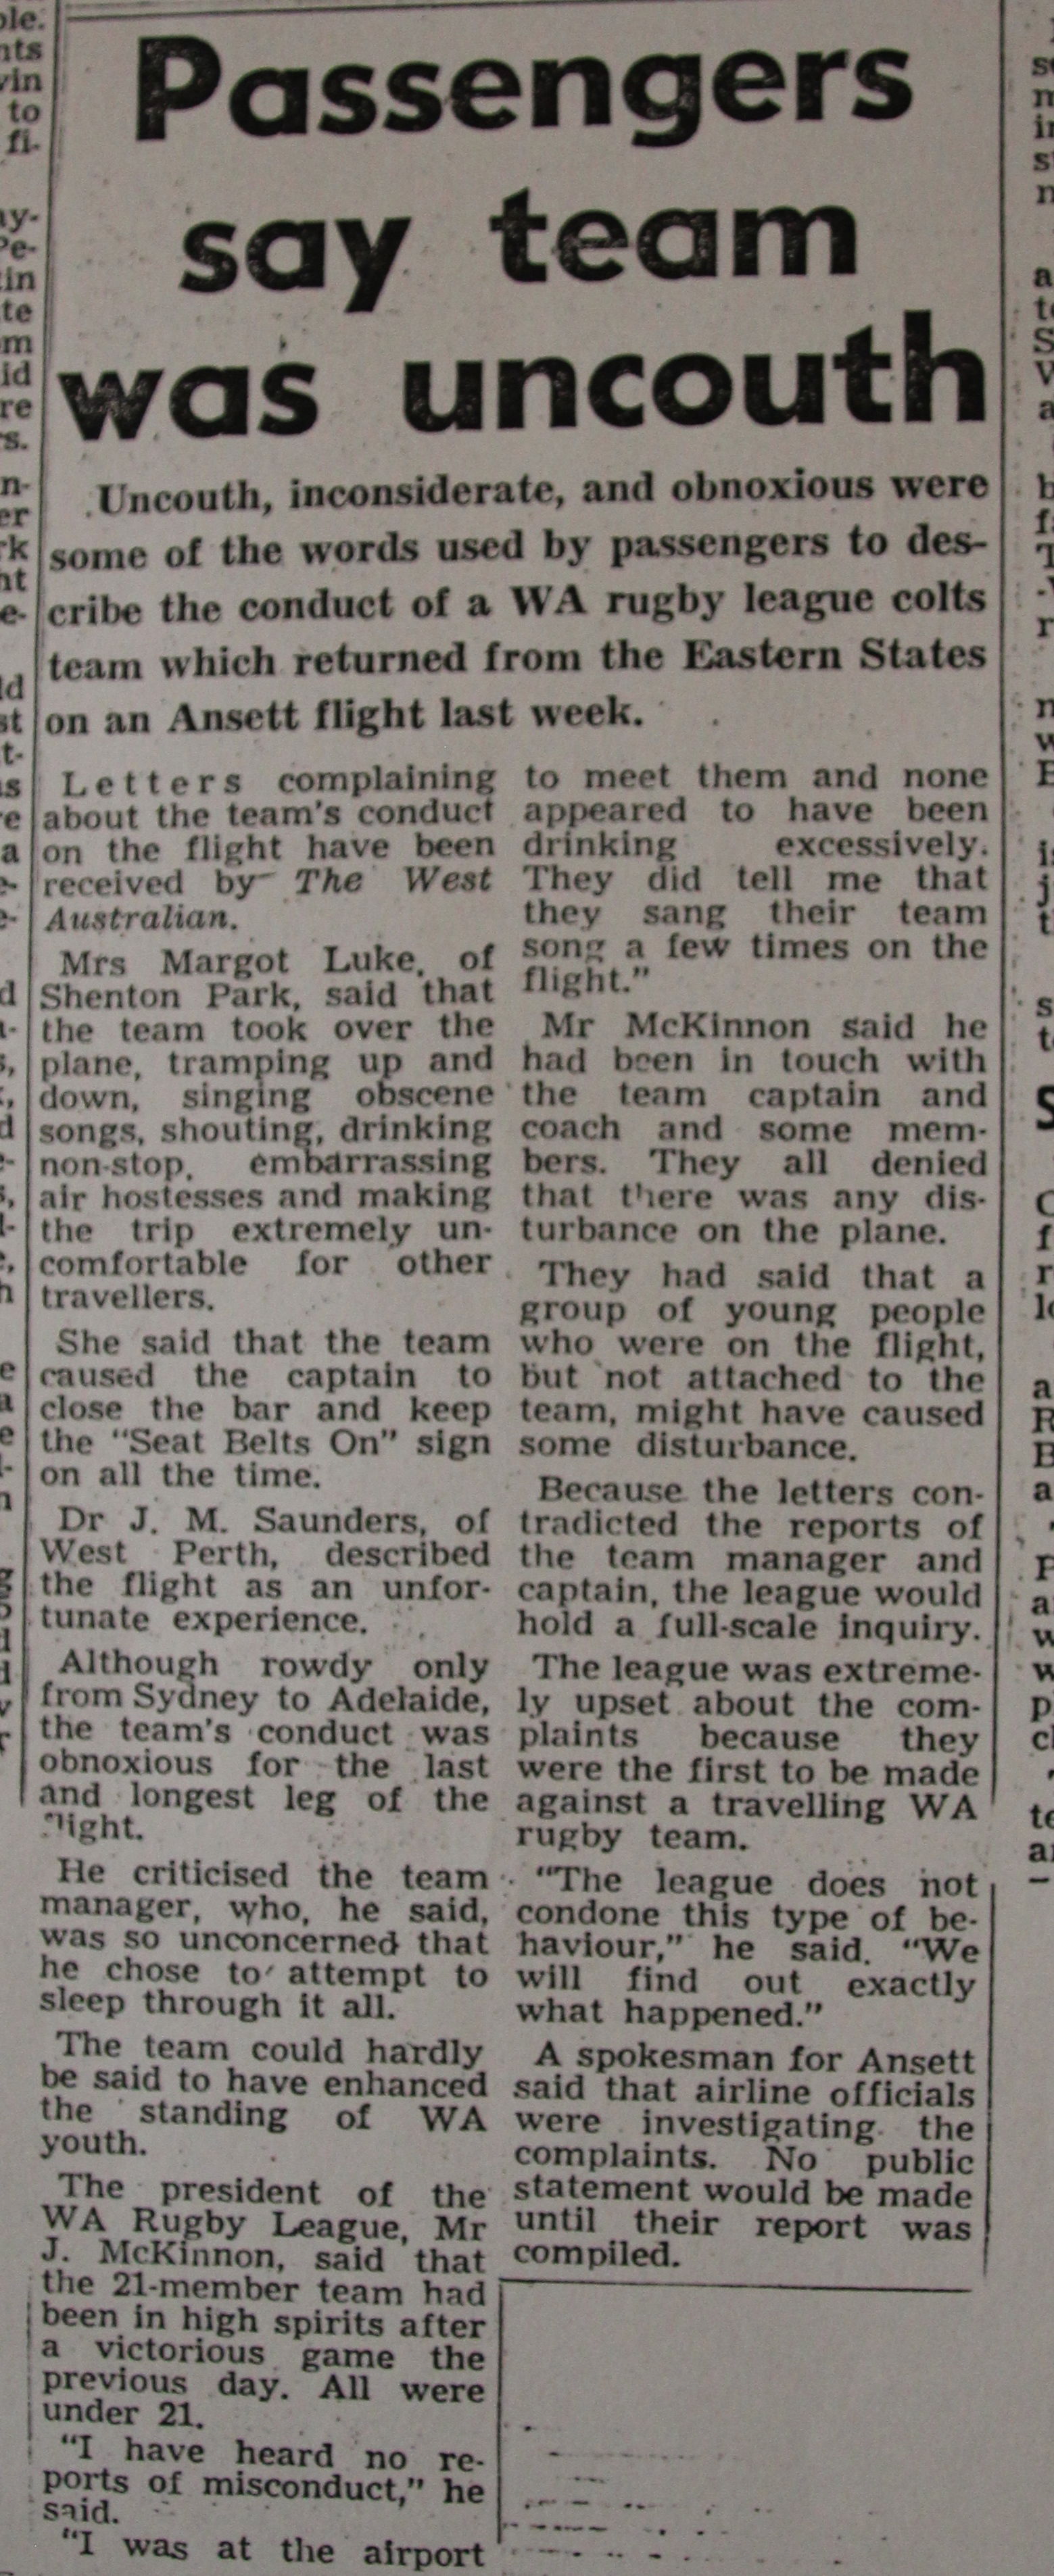 Passengers
say team
was uncouth
Uncouth, inconsiderate, and obnoxious were
some of the words used by passengers to des-
cribe the conduct of a WA rugby league colts
team which returned from the Eastern States
on an Ansett flight last week.
Letters complaining
about the team's conduct
on the flight have been
received by The West
Australian.
Mrs Margot Luke, of
Shenton Park, said that
the team took over the
plane, tramping up and
down, singing obscene
songs, shouting, drinking
non-stop, embarrassing
air hostesses and making
the trip extremely un-
comfortable for other
travellers.
She said that the team
caused the captain to
close the bar and keep
the "Seat Belts On" sign
on all the time.
Dr J. M. Saunders, of
West Perth, described
the flight as an unfor-
tunate experience.
Although rowdy only
from Sydney to Adelaide,
the team's conduct was
obnoxious for the last
and longest leg of the
flight.
He criticised the team
manager, who, he said,
was so unconcerned that
he chose to attempt to
sleep through it all.
The team could hardly
be said to have enhanced
the standing of WA
youth.
The president of the
WA Rugby League, Mr
J. McKinnon, said that
the 21-member team had
been in high spirits after
a victorious game the
previous day. All were
under 21.
"I have heard no re-
ports of misconduct," he
said.
"I was at the airport
to meet them and none
appeared to have been
drinking excessively.
They did tell me that
they sang their team
song a few times on the
flight."
Mr McKinnon said he
had been in touch with
the team captain and
coach and some mem-
bers. They all denied
that there was any dis-
turbance on the plane.
They had said that a
group of young people
who were on the flight,
but not attached to the
team, might have caused
some disturbance.
Because the letters con-
tradicted the reports of
the team manager and
captain, the league would
hold a full-scale inquiry.
The league was extreme-
ly upset about the com-
plaints because they
were the first to be made
against a travelling WA
rugby team.
"The league does not
condone this type of be-
haviour," he said. "We
will find out exactly
what happened."
A spokesman for Ansett
said that airline officials
were investigating the
complaints. No public
statement would be made
until their report was
compiled.